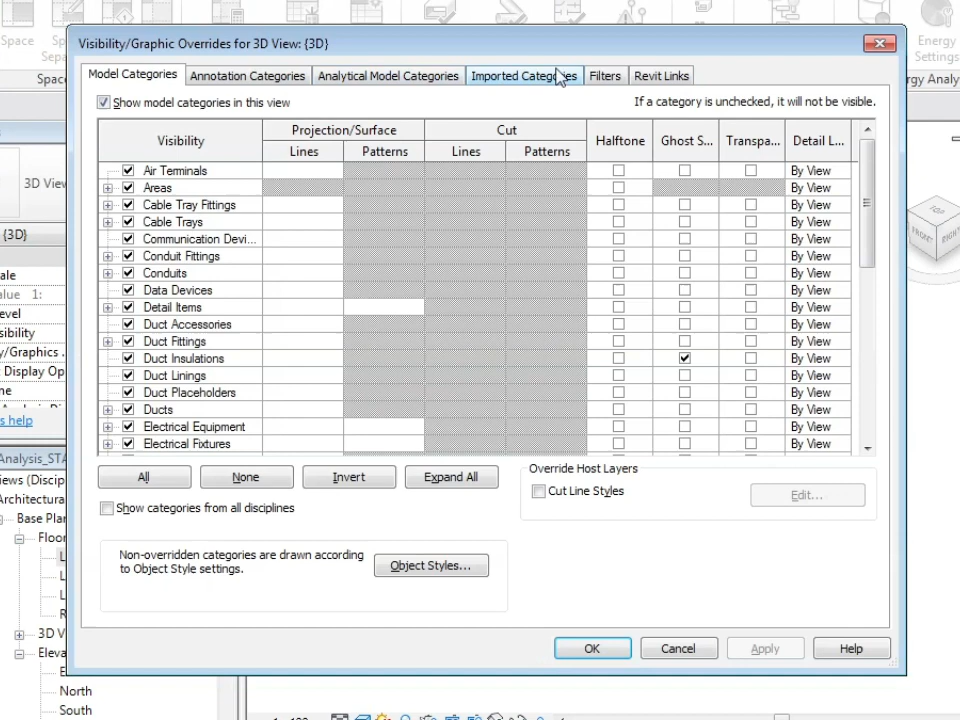 Space
Space
Energy
Settings
Visibility/Graphic Overrides for 3D View: {3D}
Model Categories
Annotation Categories
Analytical Model Categories
Imported Categories
Filters
Revit Links
Show model categories in this view
If a category is unchecked, it will not be visible.
Visibility
Projection/Surface
Cut
Halftone
Ghost S...
Transpa...
Detail L...
Lines
Patterns
Lines
Patterns
Air Terminals By View
Areas By View
Cable Tray Fittings By View
Cable Trays By View
Communication Devi... By View
Conduit Fittings By View
Conduits By View
Data Devices By View
Detail Items By View
Duct Accessories By View
Duct Fittings By View
Duct Insulations By View
Duct Linings By View
Duct Placeholders By View
Ducts By View
Electrical Equipment By View
Electrical Fixtures By View
All
None
Invert
Expand All
Show categories from all disciplines
Override Host Layers
Cut Line Styles
Edit...
Non-overridden categories are drawn according
to Object Style settings.
Object Styles...
OK
Cancel
Apply
Help
3D View
{3D}
Value 1:
Display Op
s help
Analysis_STA
Views (Discip
Architectural
Base Plan
Floor
L
L
L
R
3D V
Eleva
E
North
South
TOP
FRONT
RIGHT